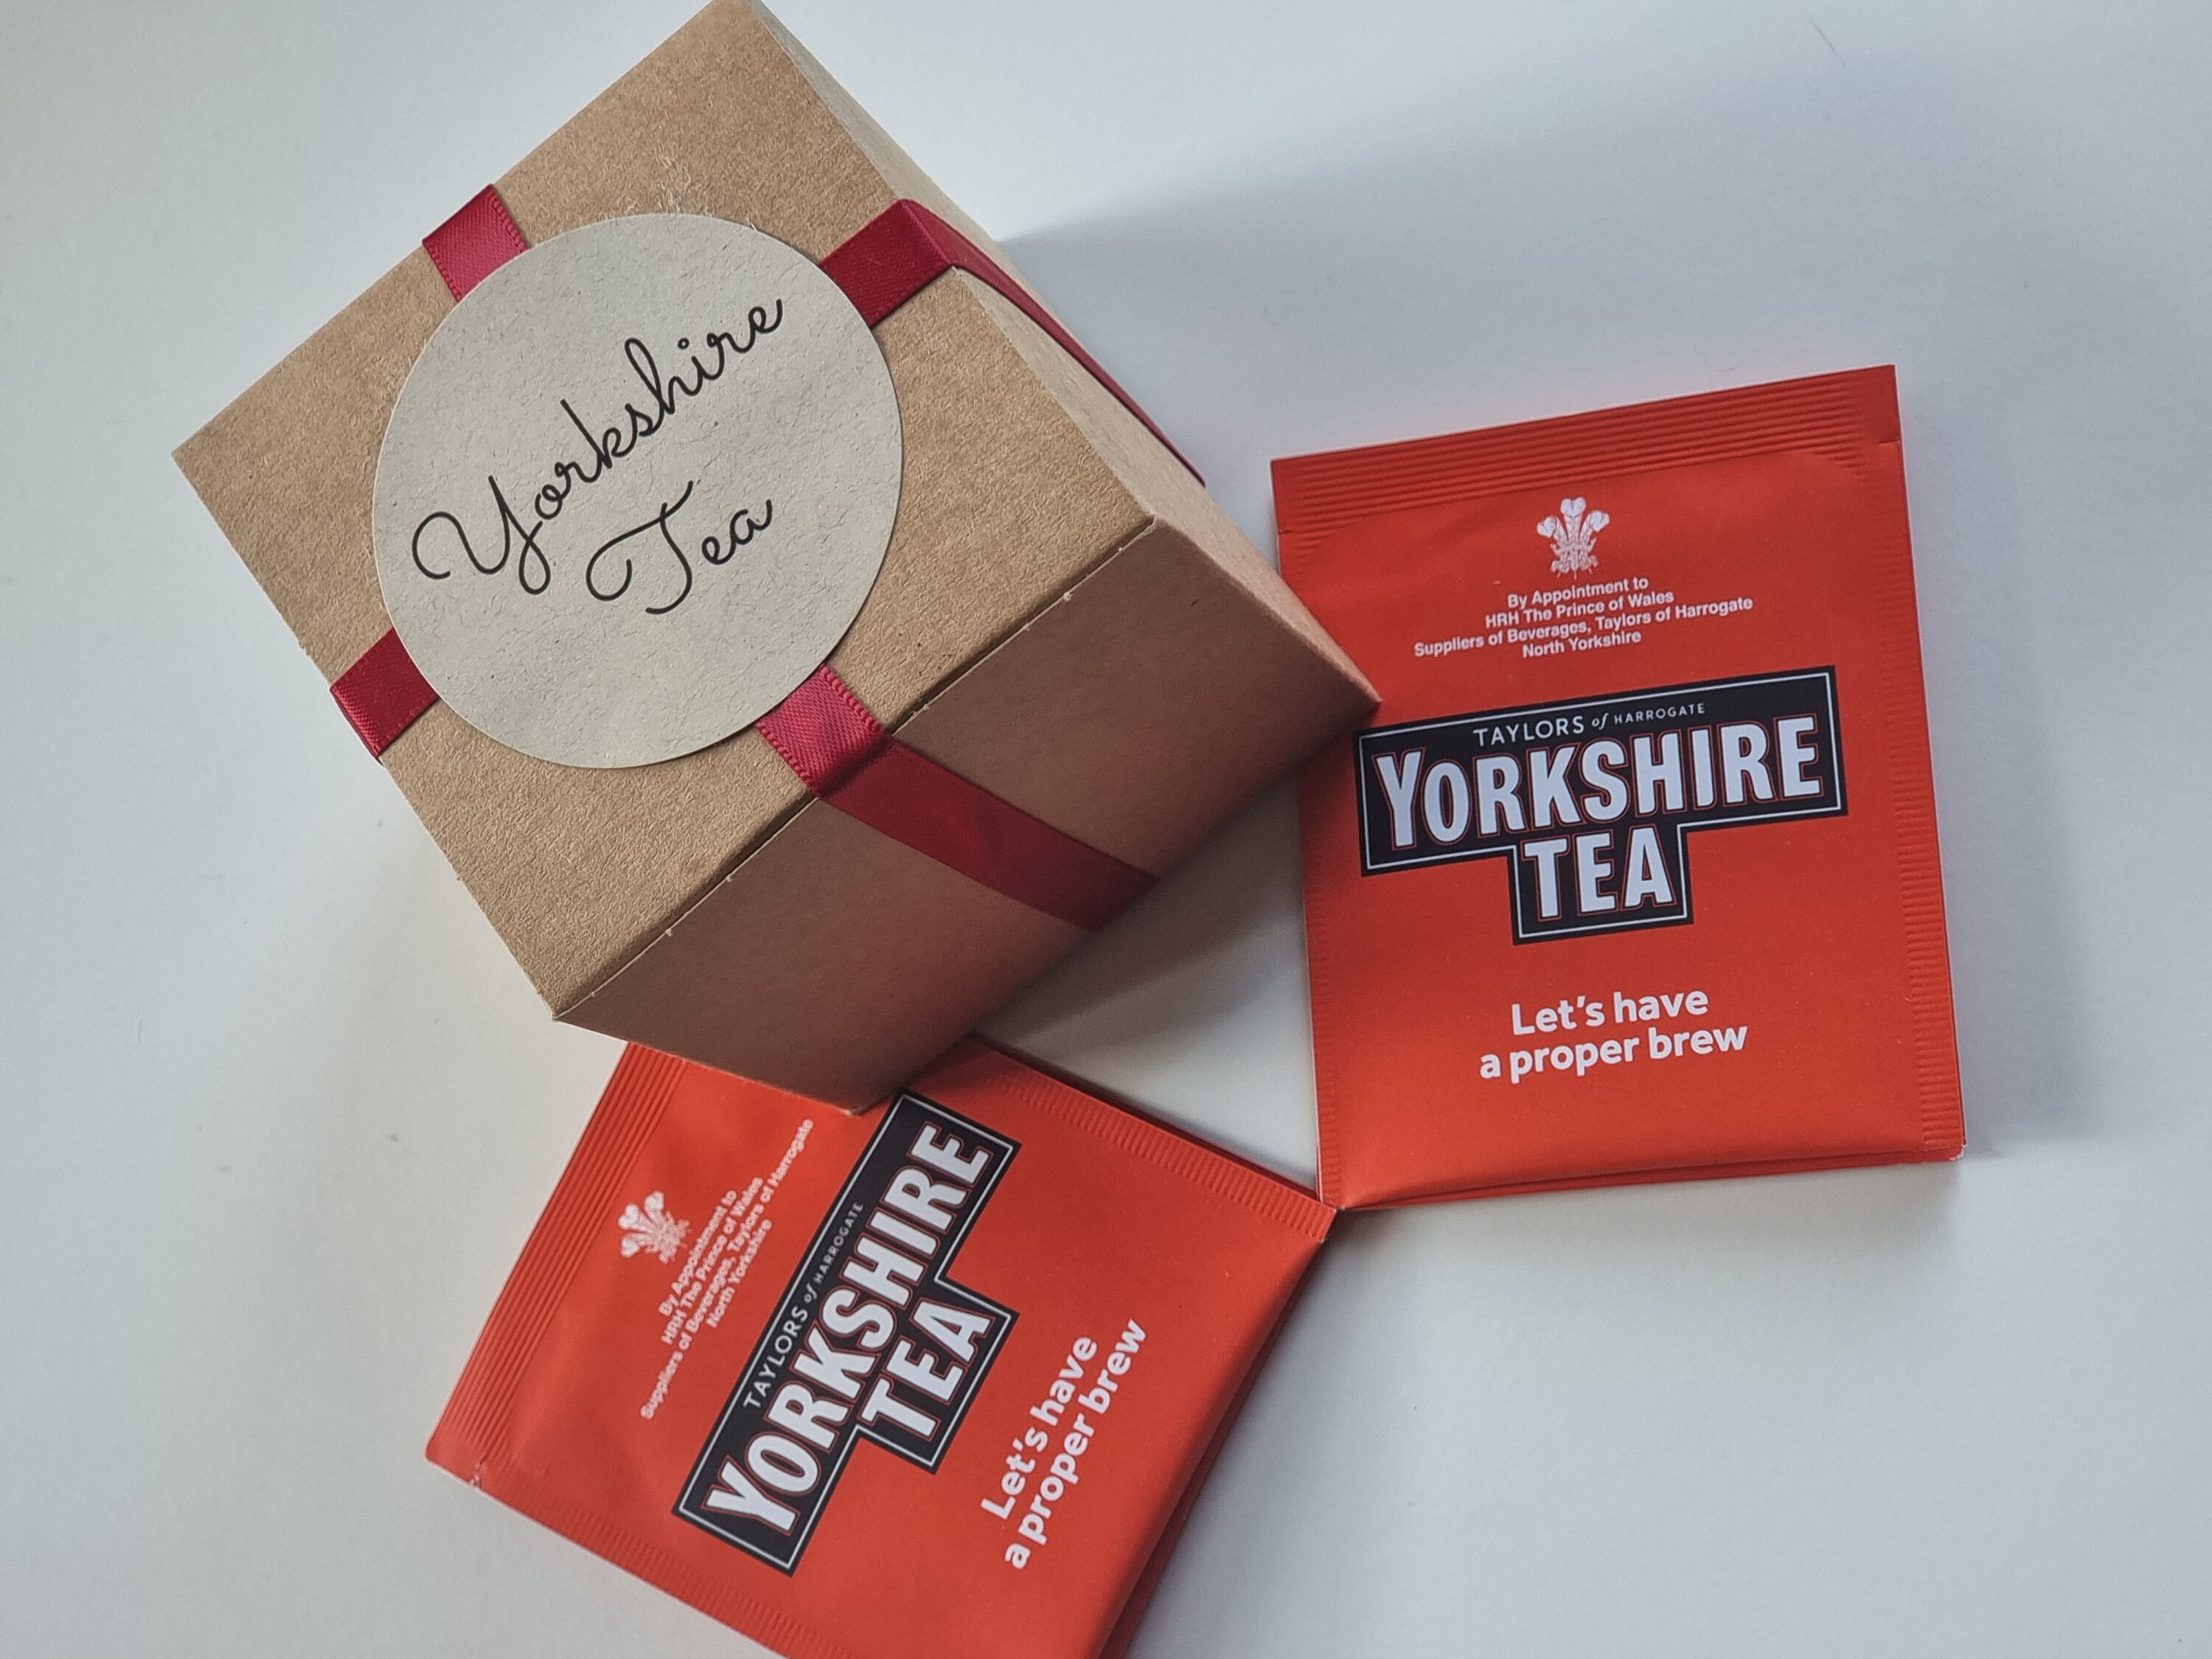 Yorkshire
Tea
By Appointment to
HRH The Prince of Wales
Suppliers of Beverages, Taylors of Harrogate
North Yorkshire
TAYLORS of HARROGATE
YORKSHIRE
TEA
Let's have
a proper brew
By Appointment to
HRH The Prince of Wales
Suppliers of Beverages, Taylors of Harrogate
North Yorkshire
TAYLORS of HARROGATE
YORKSHIRE
TEA
Let's have
a proper brew